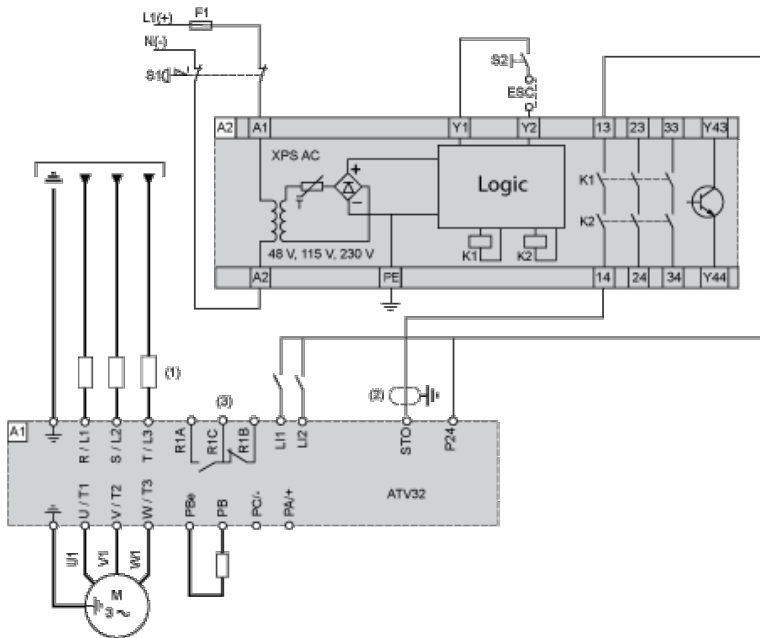 L1(+) F1
N(-)
S1
S2
ESC
A2 A1 Y1 Y2 13 23 33 Y43
XPS AC
T
+
−
Logic
K1
K2
48 V, 115 V, 230 V
K1 K2
A2 PE 14 24 34 Y44
(1)
(2)
(3)
A1
R / L1
S / L2
T / L3
R1A
R1C
R1B
LI1
LI2
STO
P24
ATV32
U / T1
V / T2
W / T3
PBe
PB
PC/-
PA/+
U1
V1
W1
M
3 ~